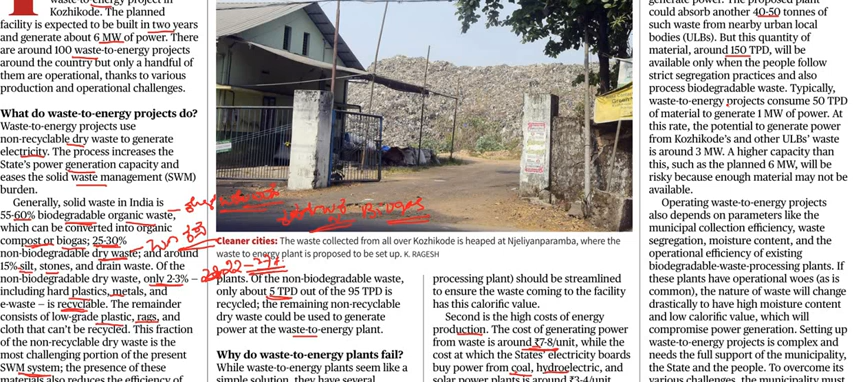 waste-to-energy project in
Kozhikode. The planned
facility is expected to be built in two years
and generate about 6 MW of power. There
are around 100 waste-to-energy projects
around the country but only a handful of
them are operational, thanks to various
production and operational challenges.
What do waste-to-energy projects do?
Waste-to-energy projects use
non-recyclable dry waste to generate
electricity. The process increases the
State's power generation capacity and
eases the solid waste management (SWM)
burden.
Generally, solid waste in India is
55-60% biodegradable organic waste,
which can be converted into organic
compost or biogas; 25-30%
non-biodegradable dry waste; and around
15% silt, stones, and drain waste. Of the
non-biodegradable dry waste, only 2-3% –
including hard plastics, metals, and
e-waste – is recyclable. The remainder
consists of low-grade plastic, rags, and
cloth that can't be recycled. This fraction
of the non-recyclable dry waste is the
most challenging portion of the present
SWM system; the presence of these
materials also reduces the efficiency of
22-27%
Cleaner cities: The waste collected from all over Kozhikode is heaped at Njeliyanparamba, where the
waste to energy plant is proposed to be set up. K. RAGESH
plants. Of the non-biodegradable waste,
only about 5 TPD out of the 95 TPD is
recycled; the remaining non-recyclable
dry waste could be used to generate
power at the waste-to-energy plant.
Why do waste-to-energy plants fail?
While waste-to-energy plants seem like a
simple solution, they have several
processing plant) should be streamlined
to ensure the waste coming to the facility
has this calorific value.
Second is the high costs of energy
production. The cost of generating power
from waste is around ₹7-8/unit, while the
cost at which the States' electricity boards
buy power from coal, hydroelectric, and
solar power plants is around ₹3-4/unit.
generate power. The proposed plant
could absorb another 40-50 tonnes of
such waste from nearby urban local
bodies (ULBs). But this quantity of
material, around 150 TPD, will be
available only when the people follow
strict segregation practices and also
process biodegradable waste. Typically,
waste-to-energy projects consume 50 TPD
of material to generate 1 MW of power. At
this rate, the potential to generate power
from Kozhikode's and other ULBs' waste
is around 3 MW. A higher capacity than
this, such as the planned 6 MW, will be
risky because enough material may not be
available.
Operating waste-to-energy projects
also depends on parameters like the
municipal collection efficiency, waste
segregation, moisture content, and the
operational efficiency of existing
biodegradable-waste-processing plants. If
these plants have operational woes (as is
common), the nature of waste will change
drastically to have high moisture content
and low calorific value, which will
compromise power generation. Setting up
waste-to-energy projects is complex and
needs the full support of the municipality,
the State and the people. To overcome its
various challenges, the municipality must